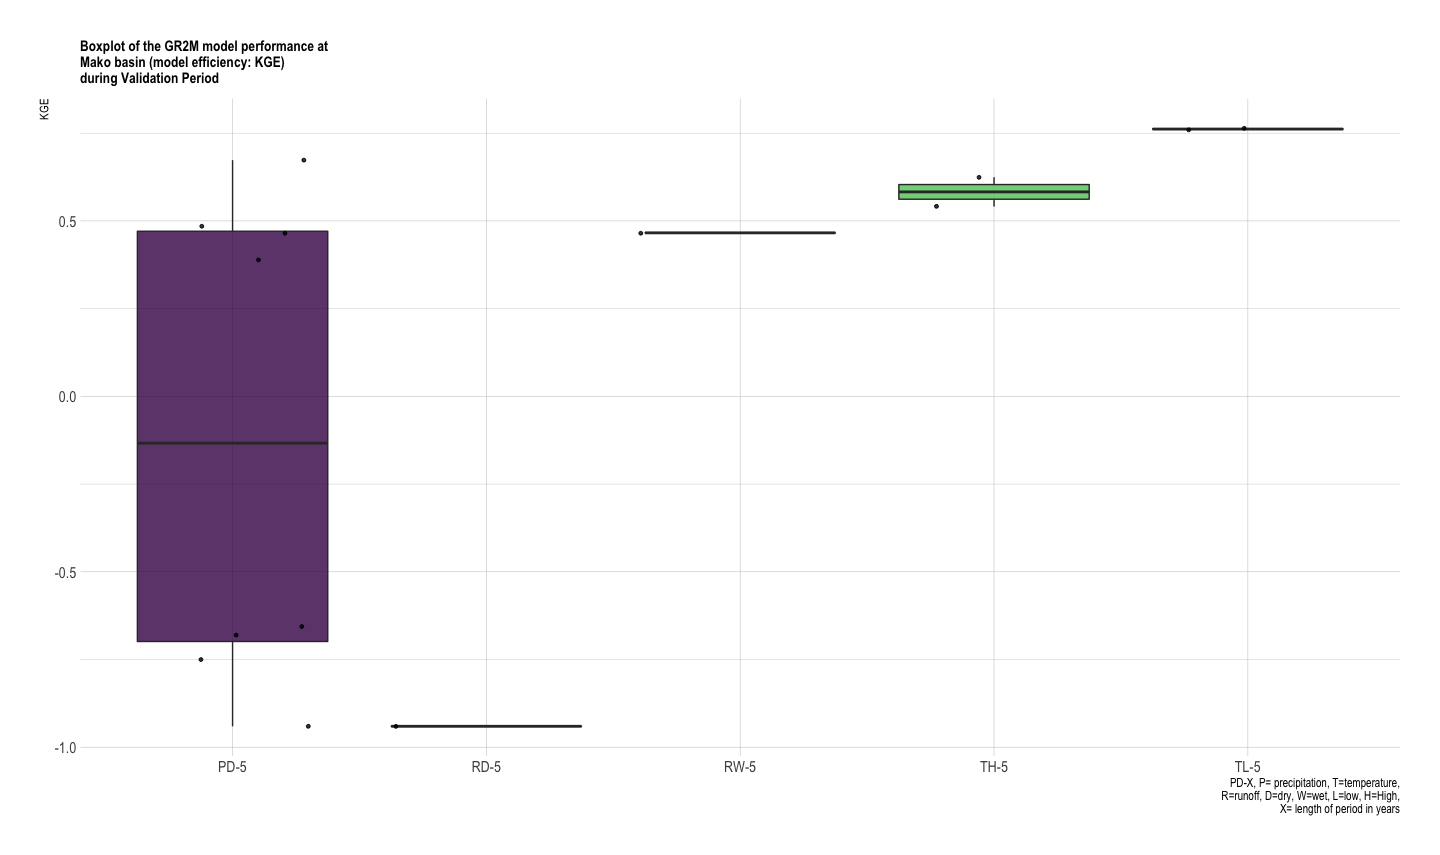 Boxplot of the GR2M model performance at
Mako basin (model efficiency: KGE)
during Validation Period
KGE
0.5
0.0
-0.5
-1.0
PD-5 RD-5 RW-5 TH-5 TL-5
PD-X, P= precipitation, T=temperature,
R=runoff, D=dry, W=wet, L=low, H=High,
X= length of period in years